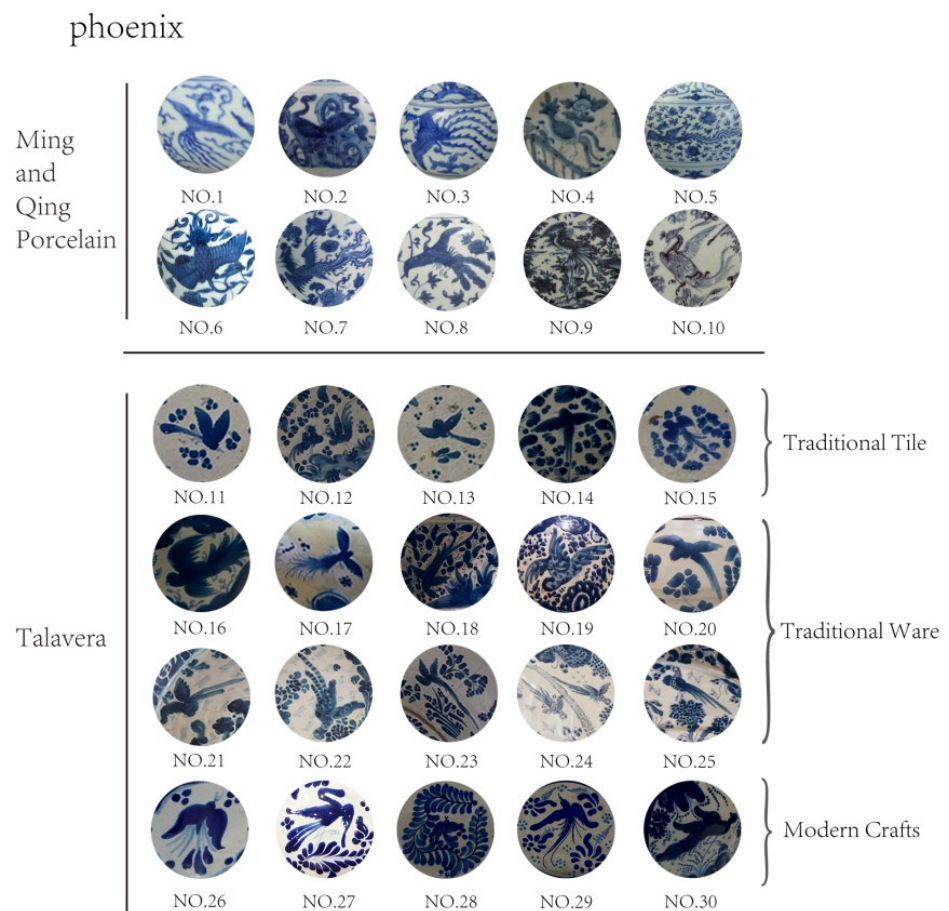 phoenix
Ming
and
Qing
Porcelain
NO.1 NO.2 NO.3 NO.4 NO.5
NO.6 NO.7 NO.8 NO.9 NO.10
Talavera
NO.11 NO.12 NO.13 NO.14 NO.15
Traditional Tile
NO.16 NO.17 NO.18 NO.19 NO.20
Traditional Ware
NO.21 NO.22 NO.23 NO.24 NO.25
NO.26 NO.27 NO.28 NO.29 NO.30
Modern Crafts